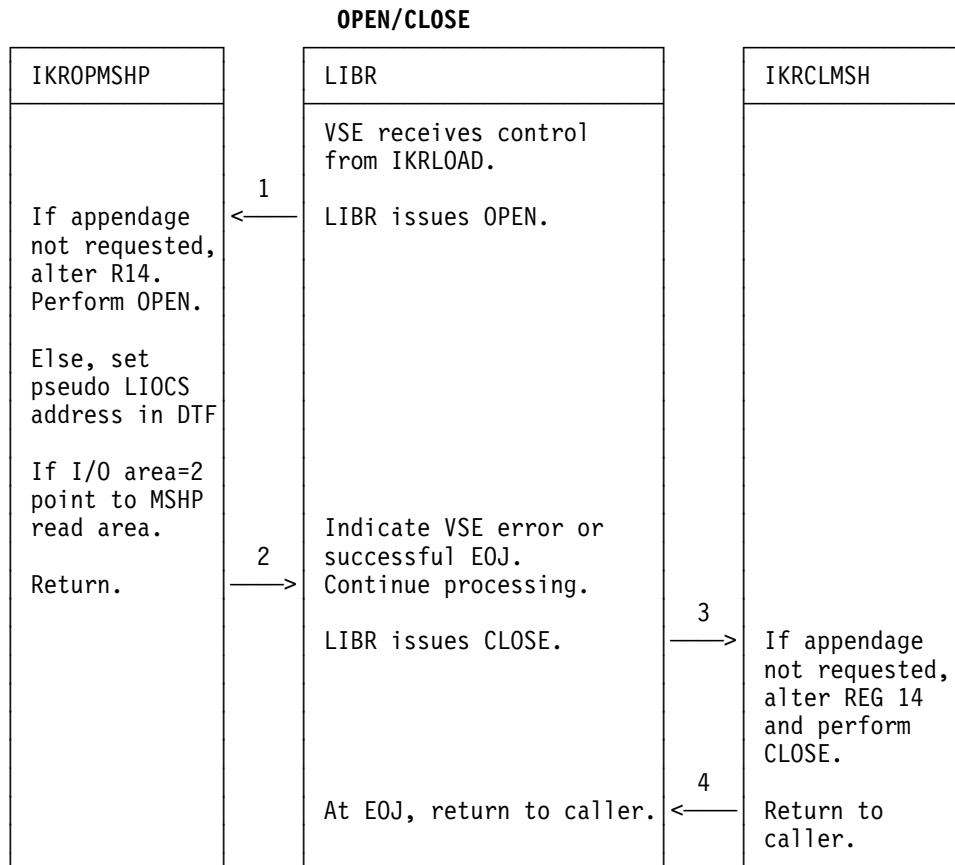 OPEN/CLOSE
IKROPMSHP
LIBR
IKRCLMSH
VSE receives control
from IKRLOAD.
1
If appendage
not requested,
alter R14.
Perform OPEN.
<
LIBR issues OPEN.
Else, set
pseudo LIOCS
address in DTF
If I/O area=2
point to MSHP
read area.
Return.
2
>
Indicate VSE error or
successful EOJ.
Continue processing.
LIBR issues CLOSE.
3
>
If appendage
not requested,
alter REG 14
and perform
CLOSE.
4
At EOJ, return to caller.
<
Return to
caller.